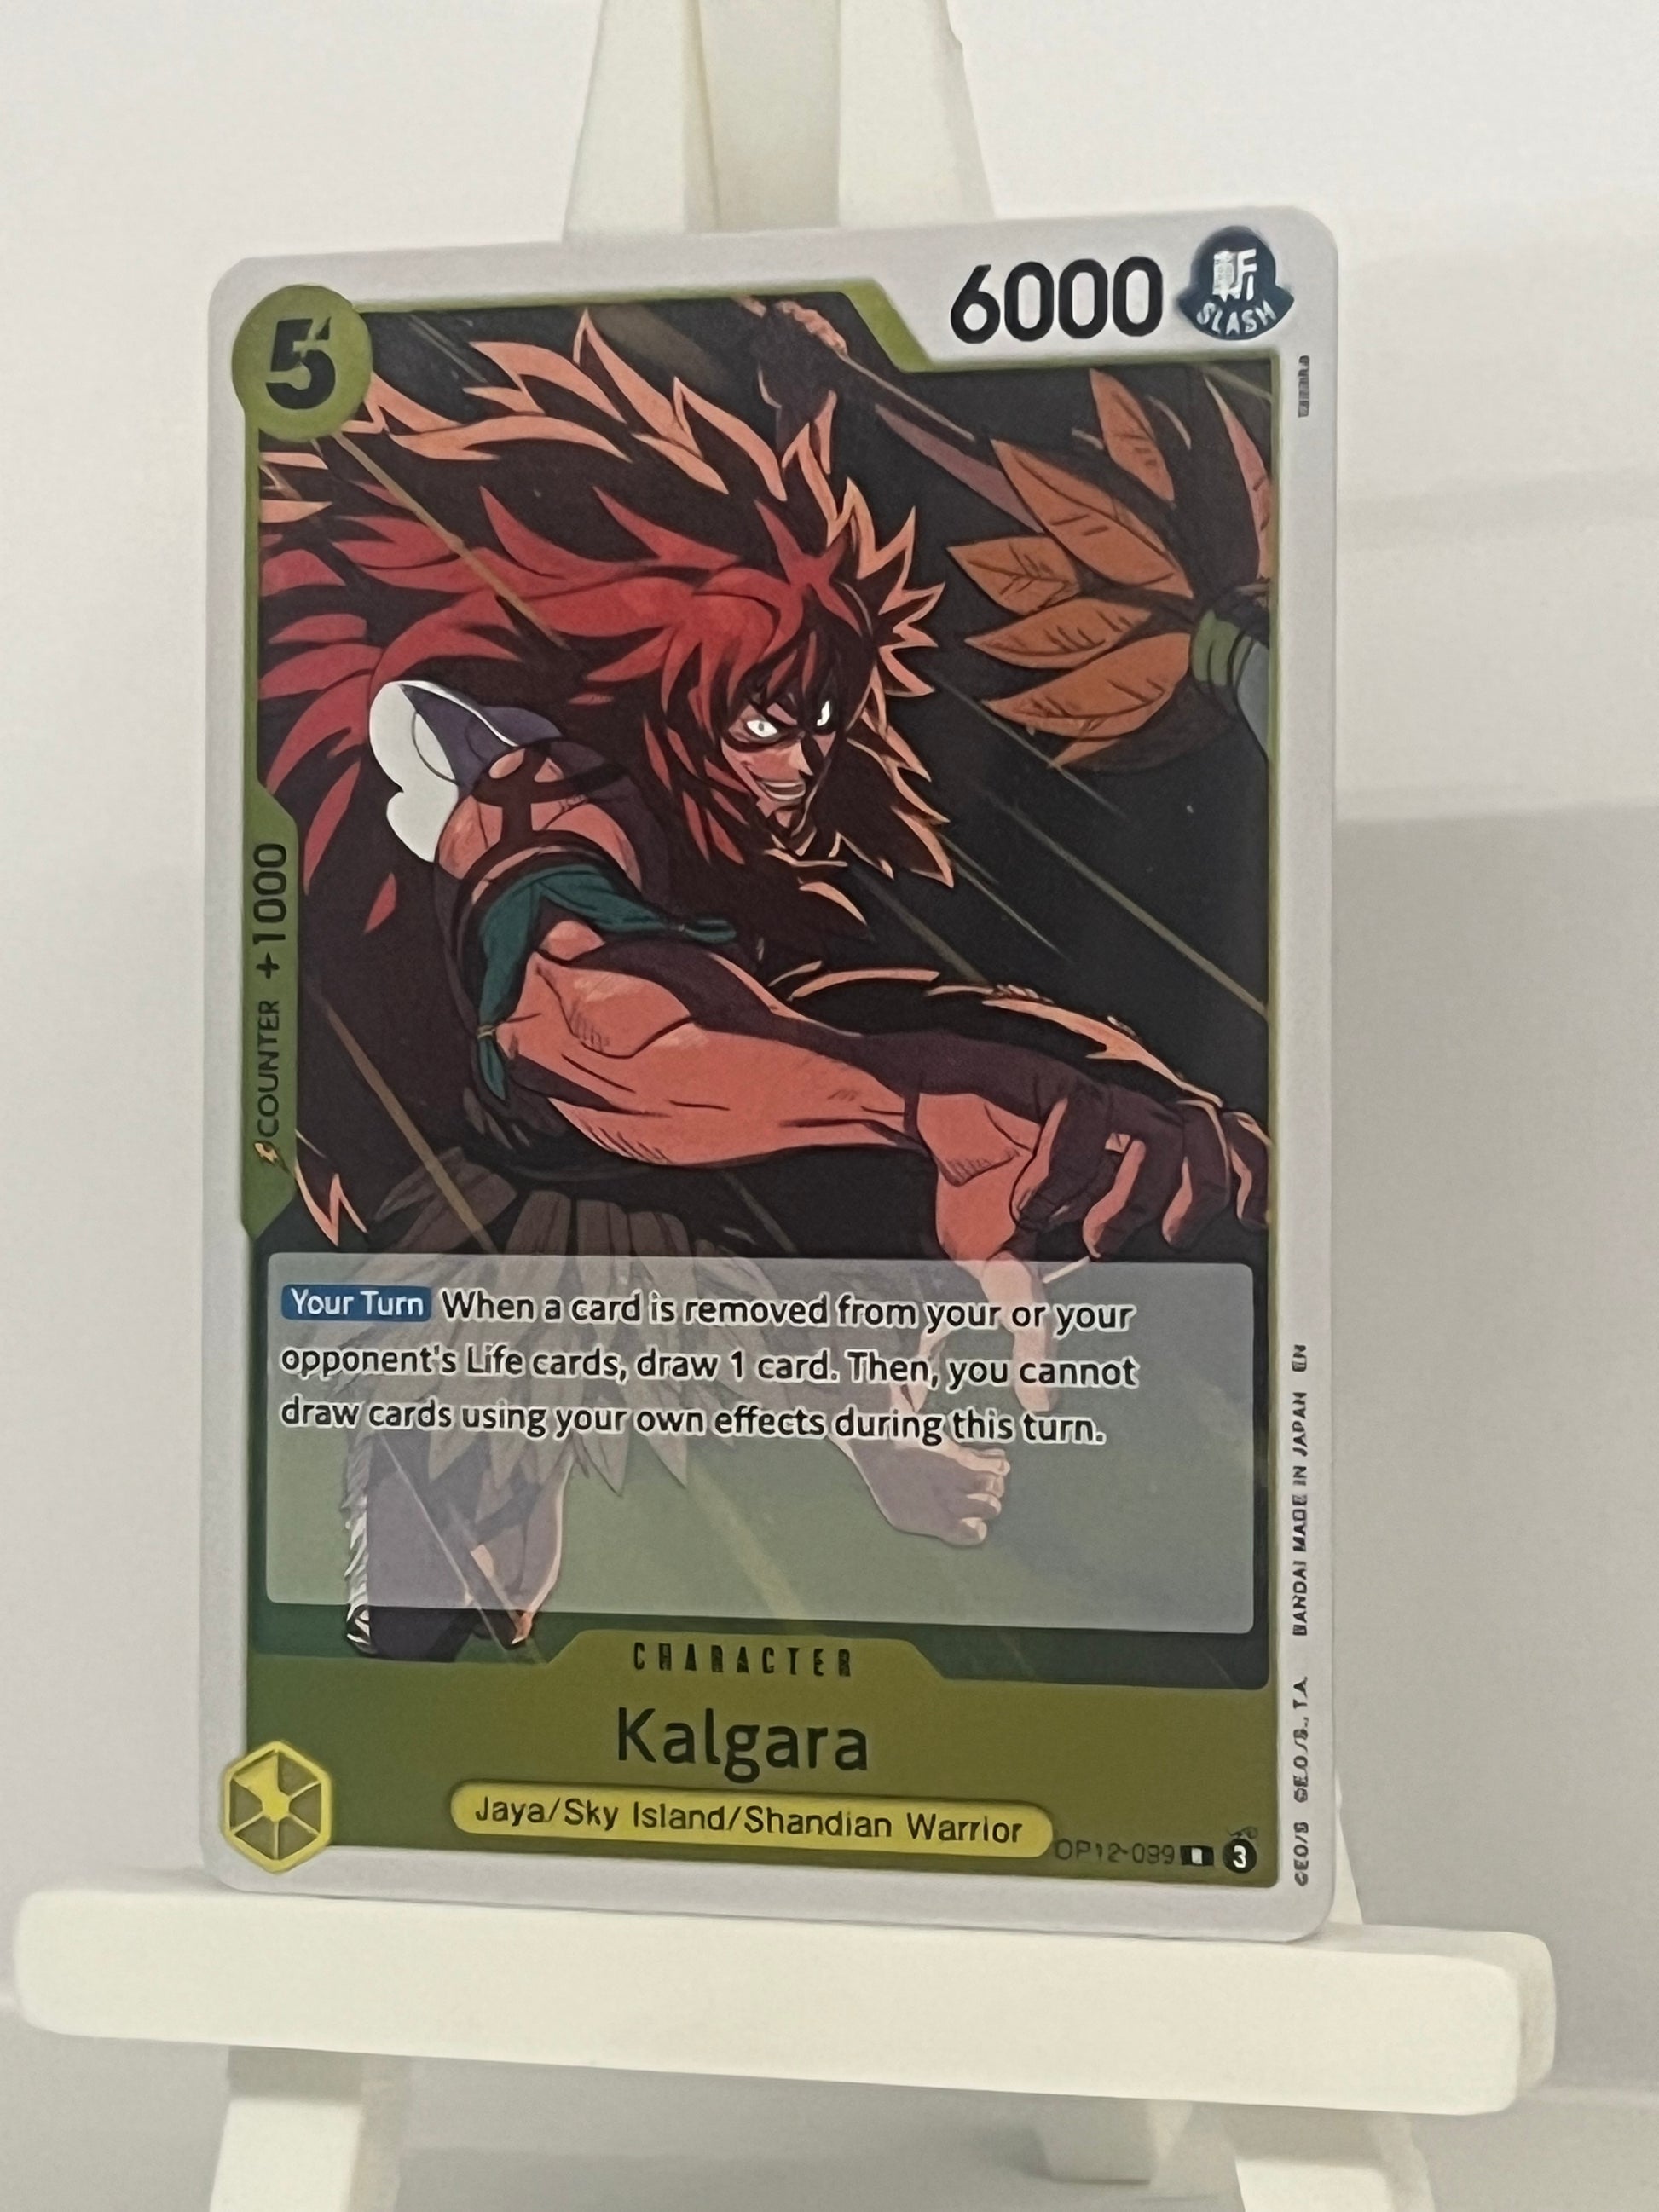 5
6000
斬
SLASH
COUNTER +1000
Your Turn When a card is removed from your or your
opponent's Life cards, draw 1 card. Then, you cannot
draw cards using your own effects during this turn.
CHARACTER
Kalgara
Jaya/Sky Island/Shandian Warrior
3
BANDAI MADE IN JAPAN EN